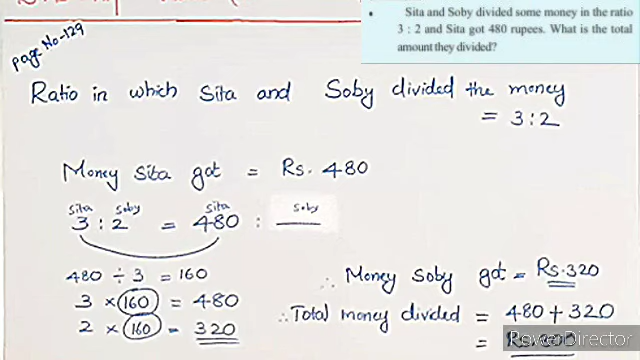 Sita and Soby divided some money in the ratio
3 : 2 and Sita got 480 rupees. What is the total
amount they divided?
Page No-129
Ratio in which Sita and Soby divided the money
= 3:2
Money Sita got = Rs. 480
Sita Soby Sita Soby
3 : 2 = 480 :
480 ÷ 3 = 160
3 × 160 = 480
2 × 160 = 320
∴ Money Soby got = Rs.320
∴ Total money divided = 480 + 320
=
PowerDirector